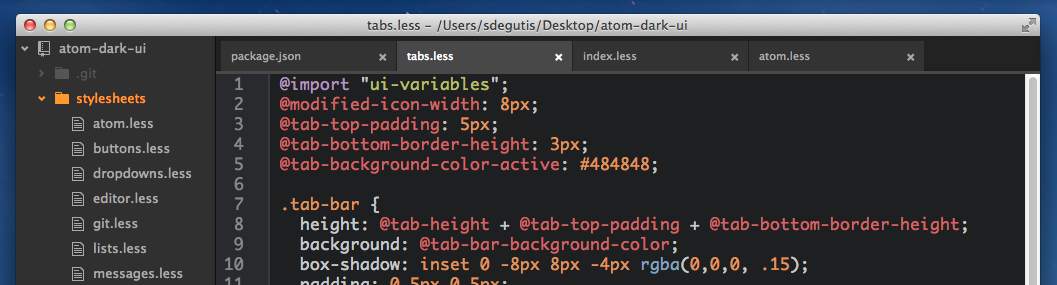 tabs.less – /Users/sdegutis/Desktop/atom-dark-ui
atom-dark-ui
.git
stylesheets
atom.less
buttons.less
dropdowns.less
editor.less
git.less
lists.less
messages.less
package.json
tabs.less
index.less
atom.less
1 @import "ui-variables";
2 @modified-icon-width: 8px;
3 @tab-top-padding: 5px;
4 @tab-bottom-border-height: 3px;
5 @tab-background-color-active: #484848;
6
7 .tab-bar {
8 height: @tab-height + @tab-top-padding + @tab-bottom-border-height;
9 background: @tab-bar-background-color;
10 box-shadow: inset 0 -8px 8px -4px rgba(0,0,0, .15);
11 padding: 0 5px 0 5px;